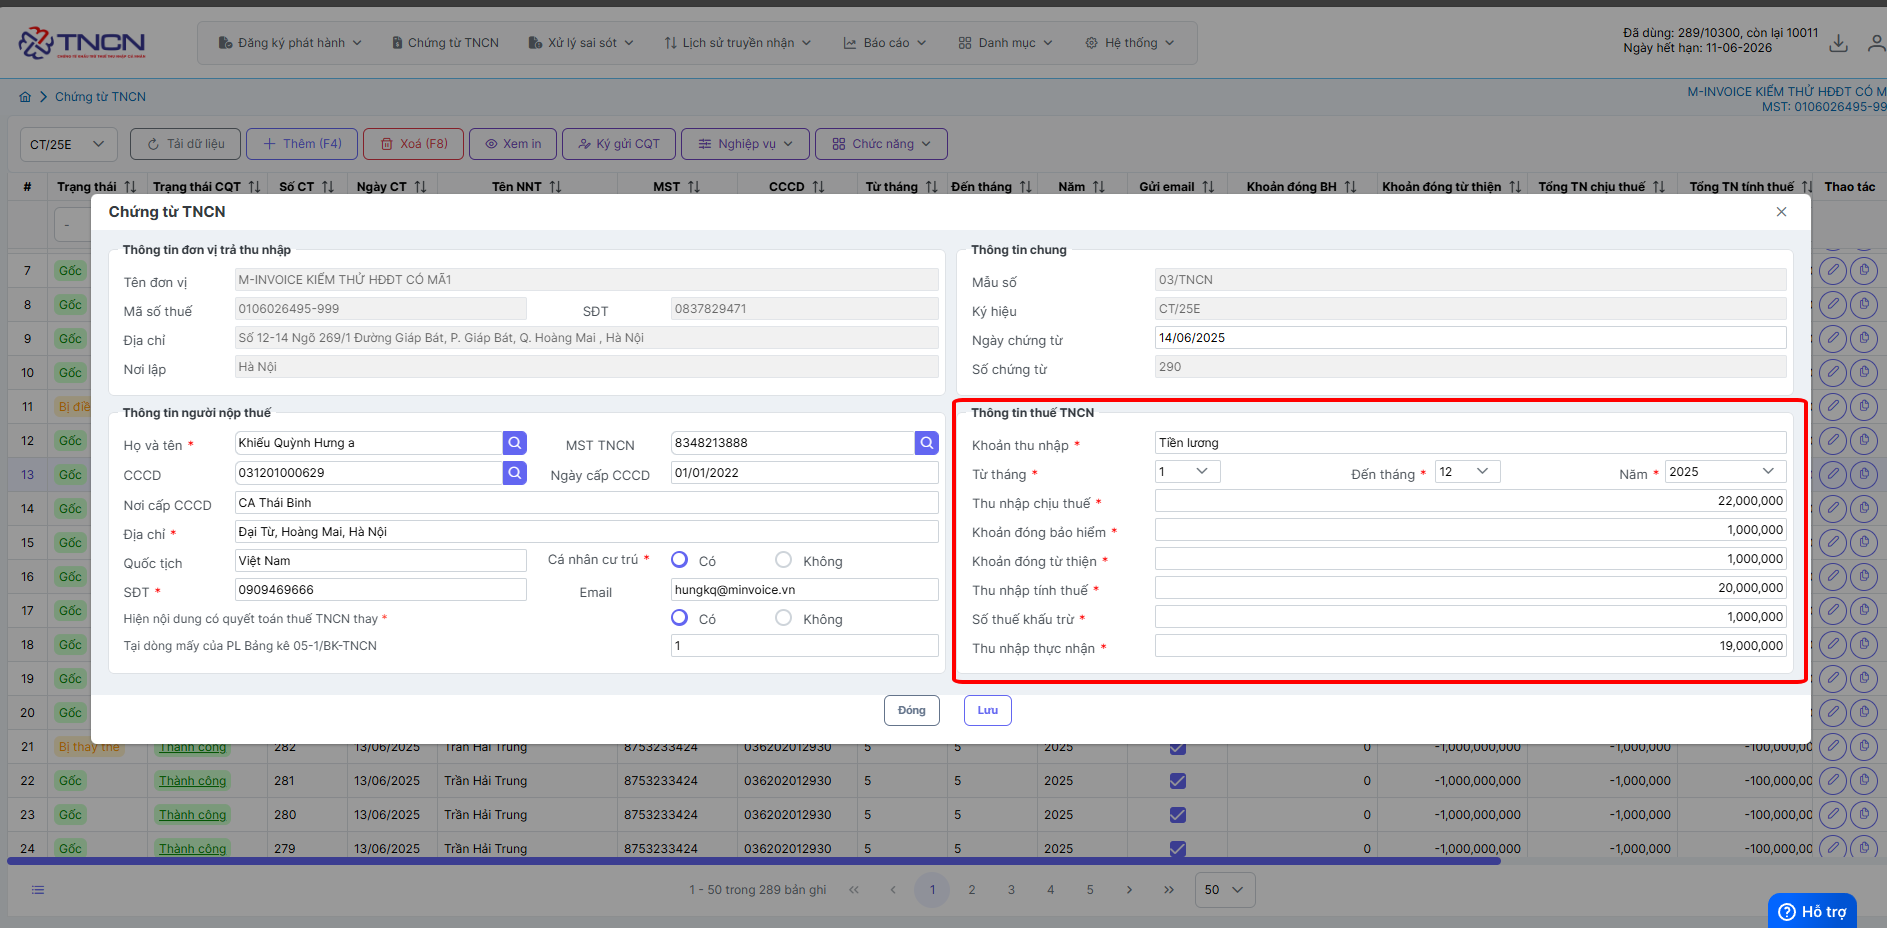 TNCN
CHỨNG TỪ KHẤU TRỪ THUẾ THU NHẬP CÁ NHÂN
Đăng ký phát hành
Chứng từ TNCN
Xử lý sai sót
Lịch sử truyền nhận
Báo cáo
Danh mục
Hệ thống
Đã dùng: 289/10300, còn lại 10011
Ngày hết hạn: 11-06-2026
Chứng từ TNCN
M-INVOICE KIỂM THỬ HĐĐT CÓ M
MST: 0106026495-99
CT/25E
Tải dữ liệu
Thêm (F4)
Xoá (F8)
Xem in
Ký gửi CQT
Nghiệp vụ
Chức năng
# Trạng thái Trạng thái CQT Số CT Ngày CT Tên NNT MST CCCD Từ tháng Đến tháng Năm Gửi email Khoản đóng BH Khoản đóng từ thiện Tổng TN chịu thuế Tổng TN tính thuế Thao tác
-
Chứng từ TNCN
Thông tin đơn vị trả thu nhập
Tên đơn vị M-INVOICE KIỂM THỬ HĐĐT CÓ MÃ1
Mã số thuế 0106026495-999 SĐT 0837829471
Địa chỉ Số 12-14 Ngõ 269/1 Đường Giáp Bát, P. Giáp Bát, Q. Hoàng Mai , Hà Nội
Nơi lập Hà Nội
Thông tin chung
Mẫu số 03/TNCN
Ký hiệu CT/25E
Ngày chứng từ 14/06/2025
Số chứng từ 290
Thông tin người nộp thuế
Họ và tên * Khiếu Quỳnh Hưng a MST TNCN 8348213888
CCCD 031201000629 Ngày cấp CCCD 01/01/2022
Nơi cấp CCCD CA Thái Bình
Địa chỉ * Đại Từ, Hoàng Mai, Hà Nội
Quốc tịch Việt Nam Cá nhân cư trú * Có Không
SĐT * 0909469666 Email hungkq@minvoice.vn
Hiện nội dung có quyết toán thuế TNCN thay * Có Không
Tại dòng mấy của PL Bảng kê 05-1/BK-TNCN 1
Thông tin thuế TNCN
Khoản thu nhập * Tiền lương
Từ tháng * 1 Đến tháng * 12 Năm * 2025
Thu nhập chịu thuế * 22,000,000
Khoản đóng bảo hiểm * 1,000,000
Khoản đóng từ thiện * 1,000,000
Thu nhập tính thuế * 20,000,000
Số thuế khấu trừ * 1,000,000
Thu nhập thực nhận * 19,000,000
Đóng
Lưu
7 Gốc
8 Gốc
9 Gốc
10 Gốc
11 Bị điề
12 Gốc
13 Gốc
14 Gốc
15 Gốc
16 Gốc
17 Gốc
18 Gốc
19 Gốc
20 Gốc
21 Bị thay thế Thành công 282 13/06/2025 Trần Hải Trung 8753233424 036202012930 5 5 2025 0 -1,000,000,000 -1,000,000 -100,000,00
22 Gốc Thành công 281 13/06/2025 Trần Hải Trung 8753233424 036202012930 5 5 2025 0 -1,000,000,000 -1,000,000 -100,000,00
23 Gốc Thành công 280 13/06/2025 Trần Hải Trung 8753233424 036202012930 5 5 2025 0 -1,000,000,000 -1,000,000 -100,000,00
24 Gốc Thành công 279 13/06/2025 Trần Hải Trung 8753233424 036202012930 5 5 2025 0 -1,000,000,000 -1,000,000 -100,000,00
1 - 50 trong 289 bản ghi « ‹ 1 2 3 4 5 › » 50
Hỗ trợ